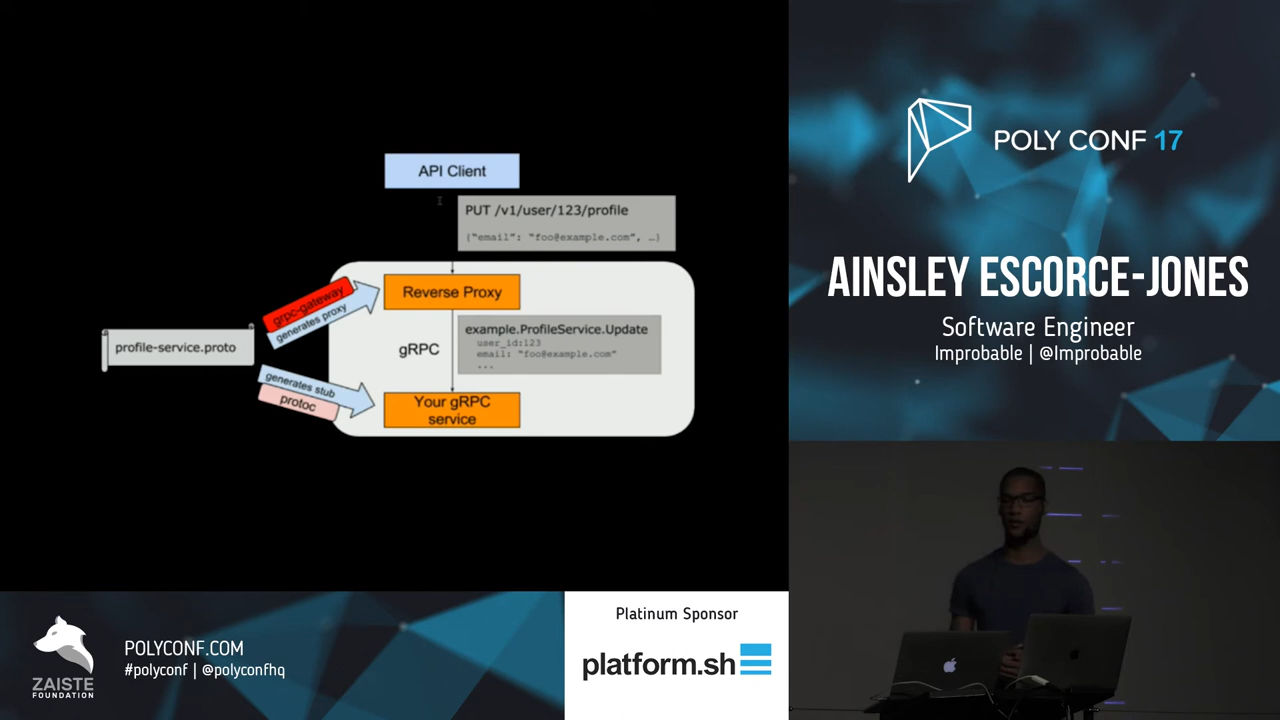 API Client
PUT /v1/user/123/profile
{"email": "foo@example.com", …}
Reverse Proxy
grpc-gateway
generates proxy
profile-service.proto
gRPC
example.ProfileService.Update
user_id:123
email: "foo@example.com"
...
generates stub
protoc
Your gRPC
service
POLY CONF 17
AINSLEY ESCORCE-JONES
Software Engineer
Improbable | @Improbable
ZAISTE
FOUNDATION
POLYCONF.COM
#polyconf | @polyconfhq
Platinum Sponsor
platform.sh